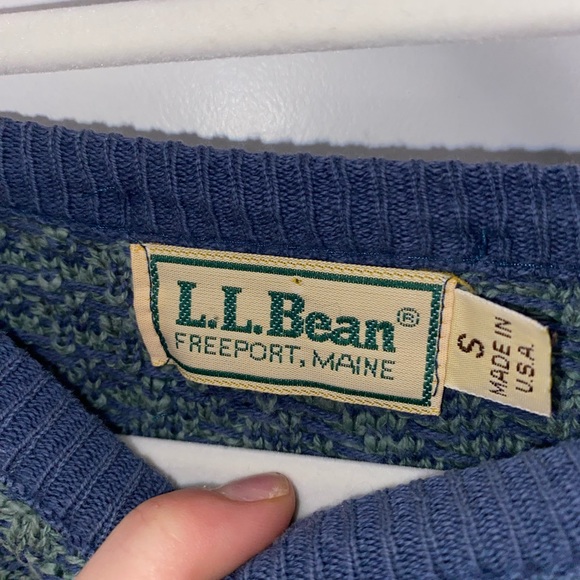 L.L.Bean®
FREEPORT, MAINE
S
MADE IN
U.S.A.